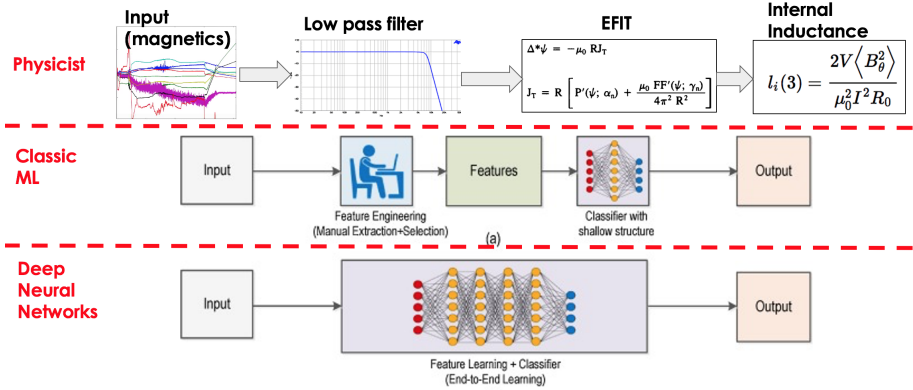 Input
(magnetics)
Low pass filter
EFIT
Internal
Inductance
Physicist
Δ*ψ = −μ₀ RJ_T
J_T = R [ P′(ψ; α_n) + μ₀ FF′(ψ; γ_n) / 4π² R² ]
l_i(3) = 2V⟨B_θ²⟩ / μ₀² I² R₀
Classic
ML
Input
Feature Engineering
(Manual Extraction+Selection)
Features
Classifier with
shallow structure
Output
(a)
Deep
Neural
Networks
Input
Feature Learning + Classifier
(End-to-End Learning)
Output